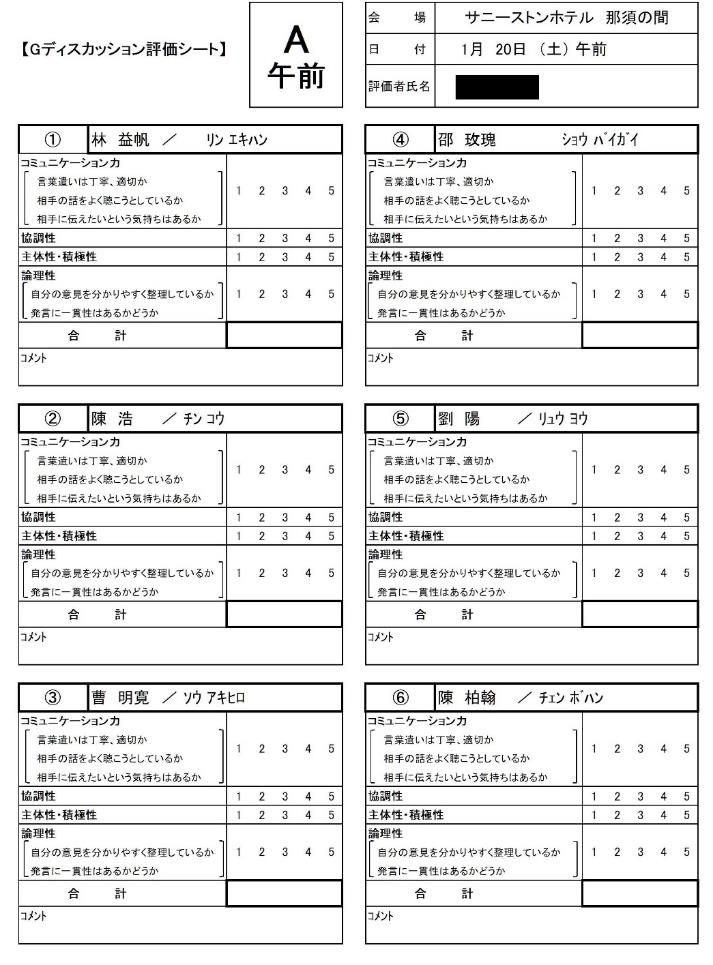 【Gディスカッション評価シート】
A
午前
会　場　サニーストンホテル　那須の間
日　付　1月　20日　（土）午前
評価者氏名
①　林　益帆　／　リン エキハン
コミュニケーション力
言葉遣いは丁寧、適切か
相手の話をよく聴こうとしているか
相手に伝えたいという気持ちはあるか
1　2　3　4　5
協調性　1　2　3　4　5
主体性・積極性　1　2　3　4　5
論理性
自分の意見を分かりやすく整理しているか
発言に一貫性はあるかどうか
1　2　3　4　5
合　計
コメント
②　陳　浩　／ チン コウ
コミュニケーション力
言葉遣いは丁寧、適切か
相手の話をよく聴こうとしているか
相手に伝えたいという気持ちはあるか
1　2　3　4　5
協調性　1　2　3　4　5
主体性・積極性　1　2　3　4　5
論理性
自分の意見を分かりやすく整理しているか
発言に一貫性はあるかどうか
1　2　3　4　5
合　計
コメント
③　曹　明寛　／ ソウ アキヒロ
コミュニケーション力
言葉遣いは丁寧、適切か
相手の話をよく聴こうとしているか
相手に伝えたいという気持ちはあるか
1　2　3　4　5
協調性　1　2　3　4　5
主体性・積極性　1　2　3　4　5
論理性
自分の意見を分かりやすく整理しているか
発言に一貫性はあるかどうか
1　2　3　4　5
合　計
コメント
④　邵　玫瑰　ショウ バイガイ
コミュニケーション力
言葉遣いは丁寧、適切か
相手の話をよく聴こうとしているか
相手に伝えたいという気持ちはあるか
1　2　3　4　5
協調性　1　2　3　4　5
主体性・積極性　1　2　3　4　5
論理性
自分の意見を分かりやすく整理しているか
発言に一貫性はあるかどうか
1　2　3　4　5
合　計
コメント
⑤　劉　陽　／ リュウ ヨウ
コミュニケーション力
言葉遣いは丁寧、適切か
相手の話をよく聴こうとしているか
相手に伝えたいという気持ちはあるか
1　2　3　4　5
協調性　1　2　3　4　5
主体性・積極性　1　2　3　4　5
論理性
自分の意見を分かりやすく整理しているか
発言に一貫性はあるかどうか
1　2　3　4　5
合　計
コメント
⑥　陳　柏翰　／ チェン ボハン
コミュニケーション力
言葉遣いは丁寧、適切か
相手の話をよく聴こうとしているか
相手に伝えたいという気持ちはあるか
1　2　3　4　5
協調性　1　2　3　4　5
主体性・積極性　1　2　3　4　5
論理性
自分の意見を分かりやすく整理しているか
発言に一貫性はあるかどうか
1　2　3　4　5
合　計
コメント